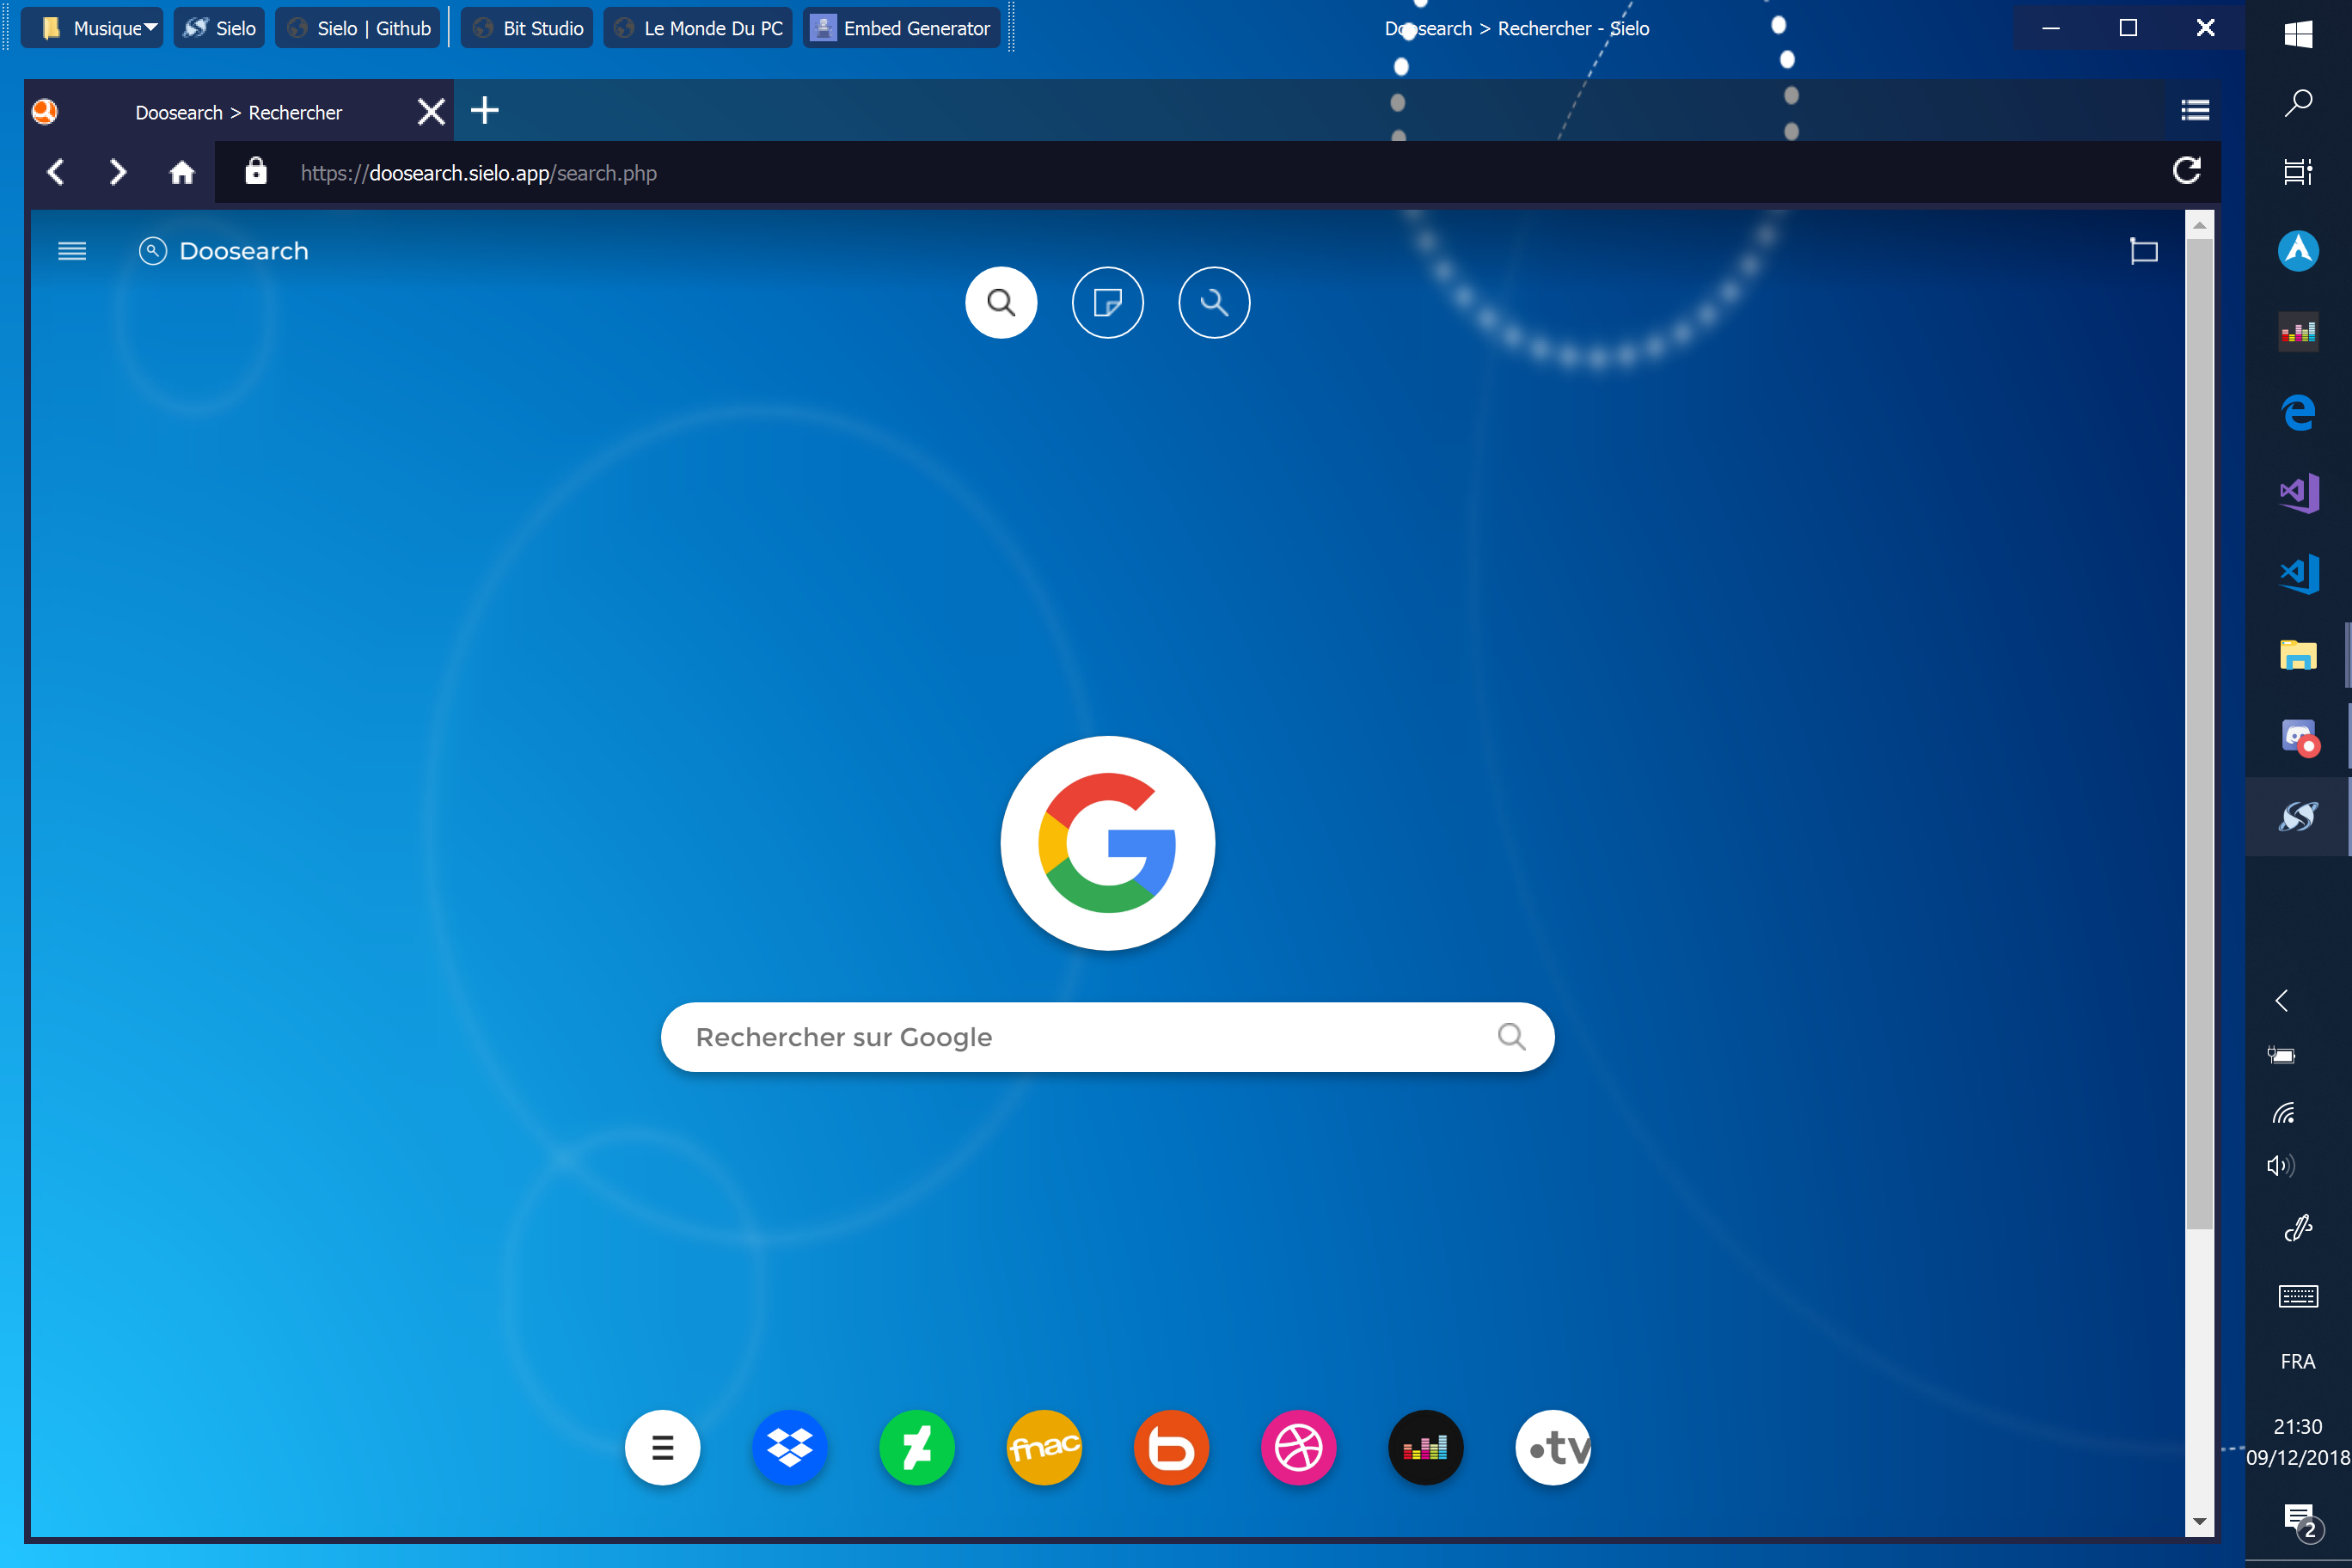 Musique
Sielo
Sielo | Github
Bit Studio
Le Monde Du PC
Embed Generator
Doosearch > Rechercher - Sielo
Doosearch > Rechercher
https://doosearch.sielo.app/search.php
Doosearch
Rechercher sur Google
fnac
tv
FRA
21:30
09/12/2018
2